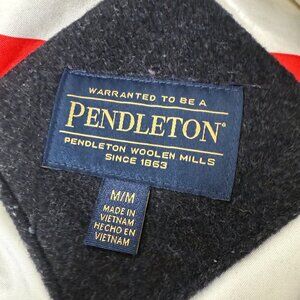 WARRANTED TO BE A
PENDLETON®
PENDLETON WOOLEN MILLS
SINCE 1863
M/M
MADE IN
VIETNAM
HECHO EN
VIETNAM